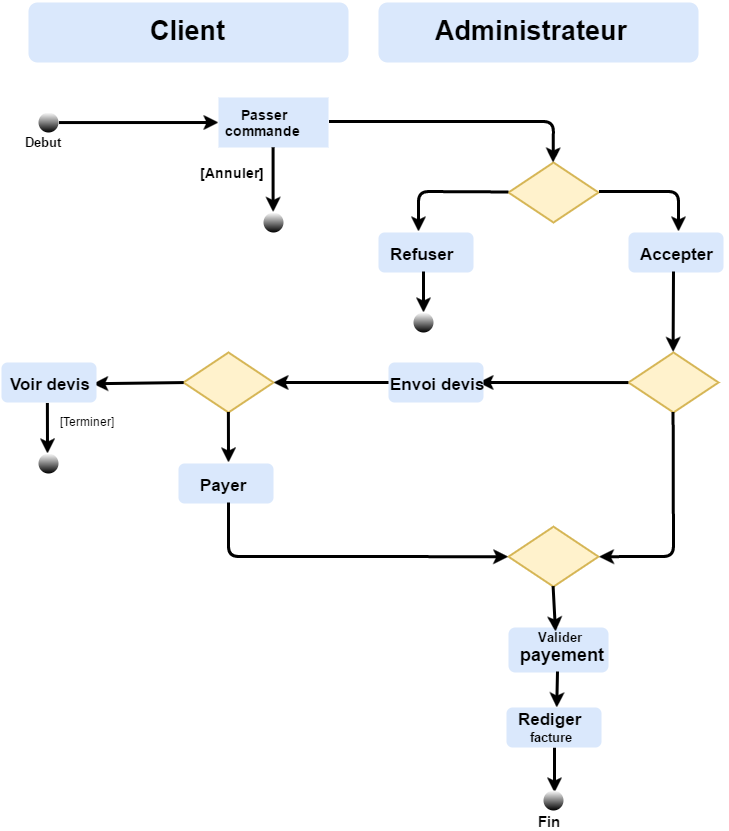 Client
Administrateur
Passer
commande
Debut
[Annuler]
Refuser
Accepter
Voir devis
Envoi devis
[Terminer]
Payer
Valider
payement
Rediger
facture
Fin